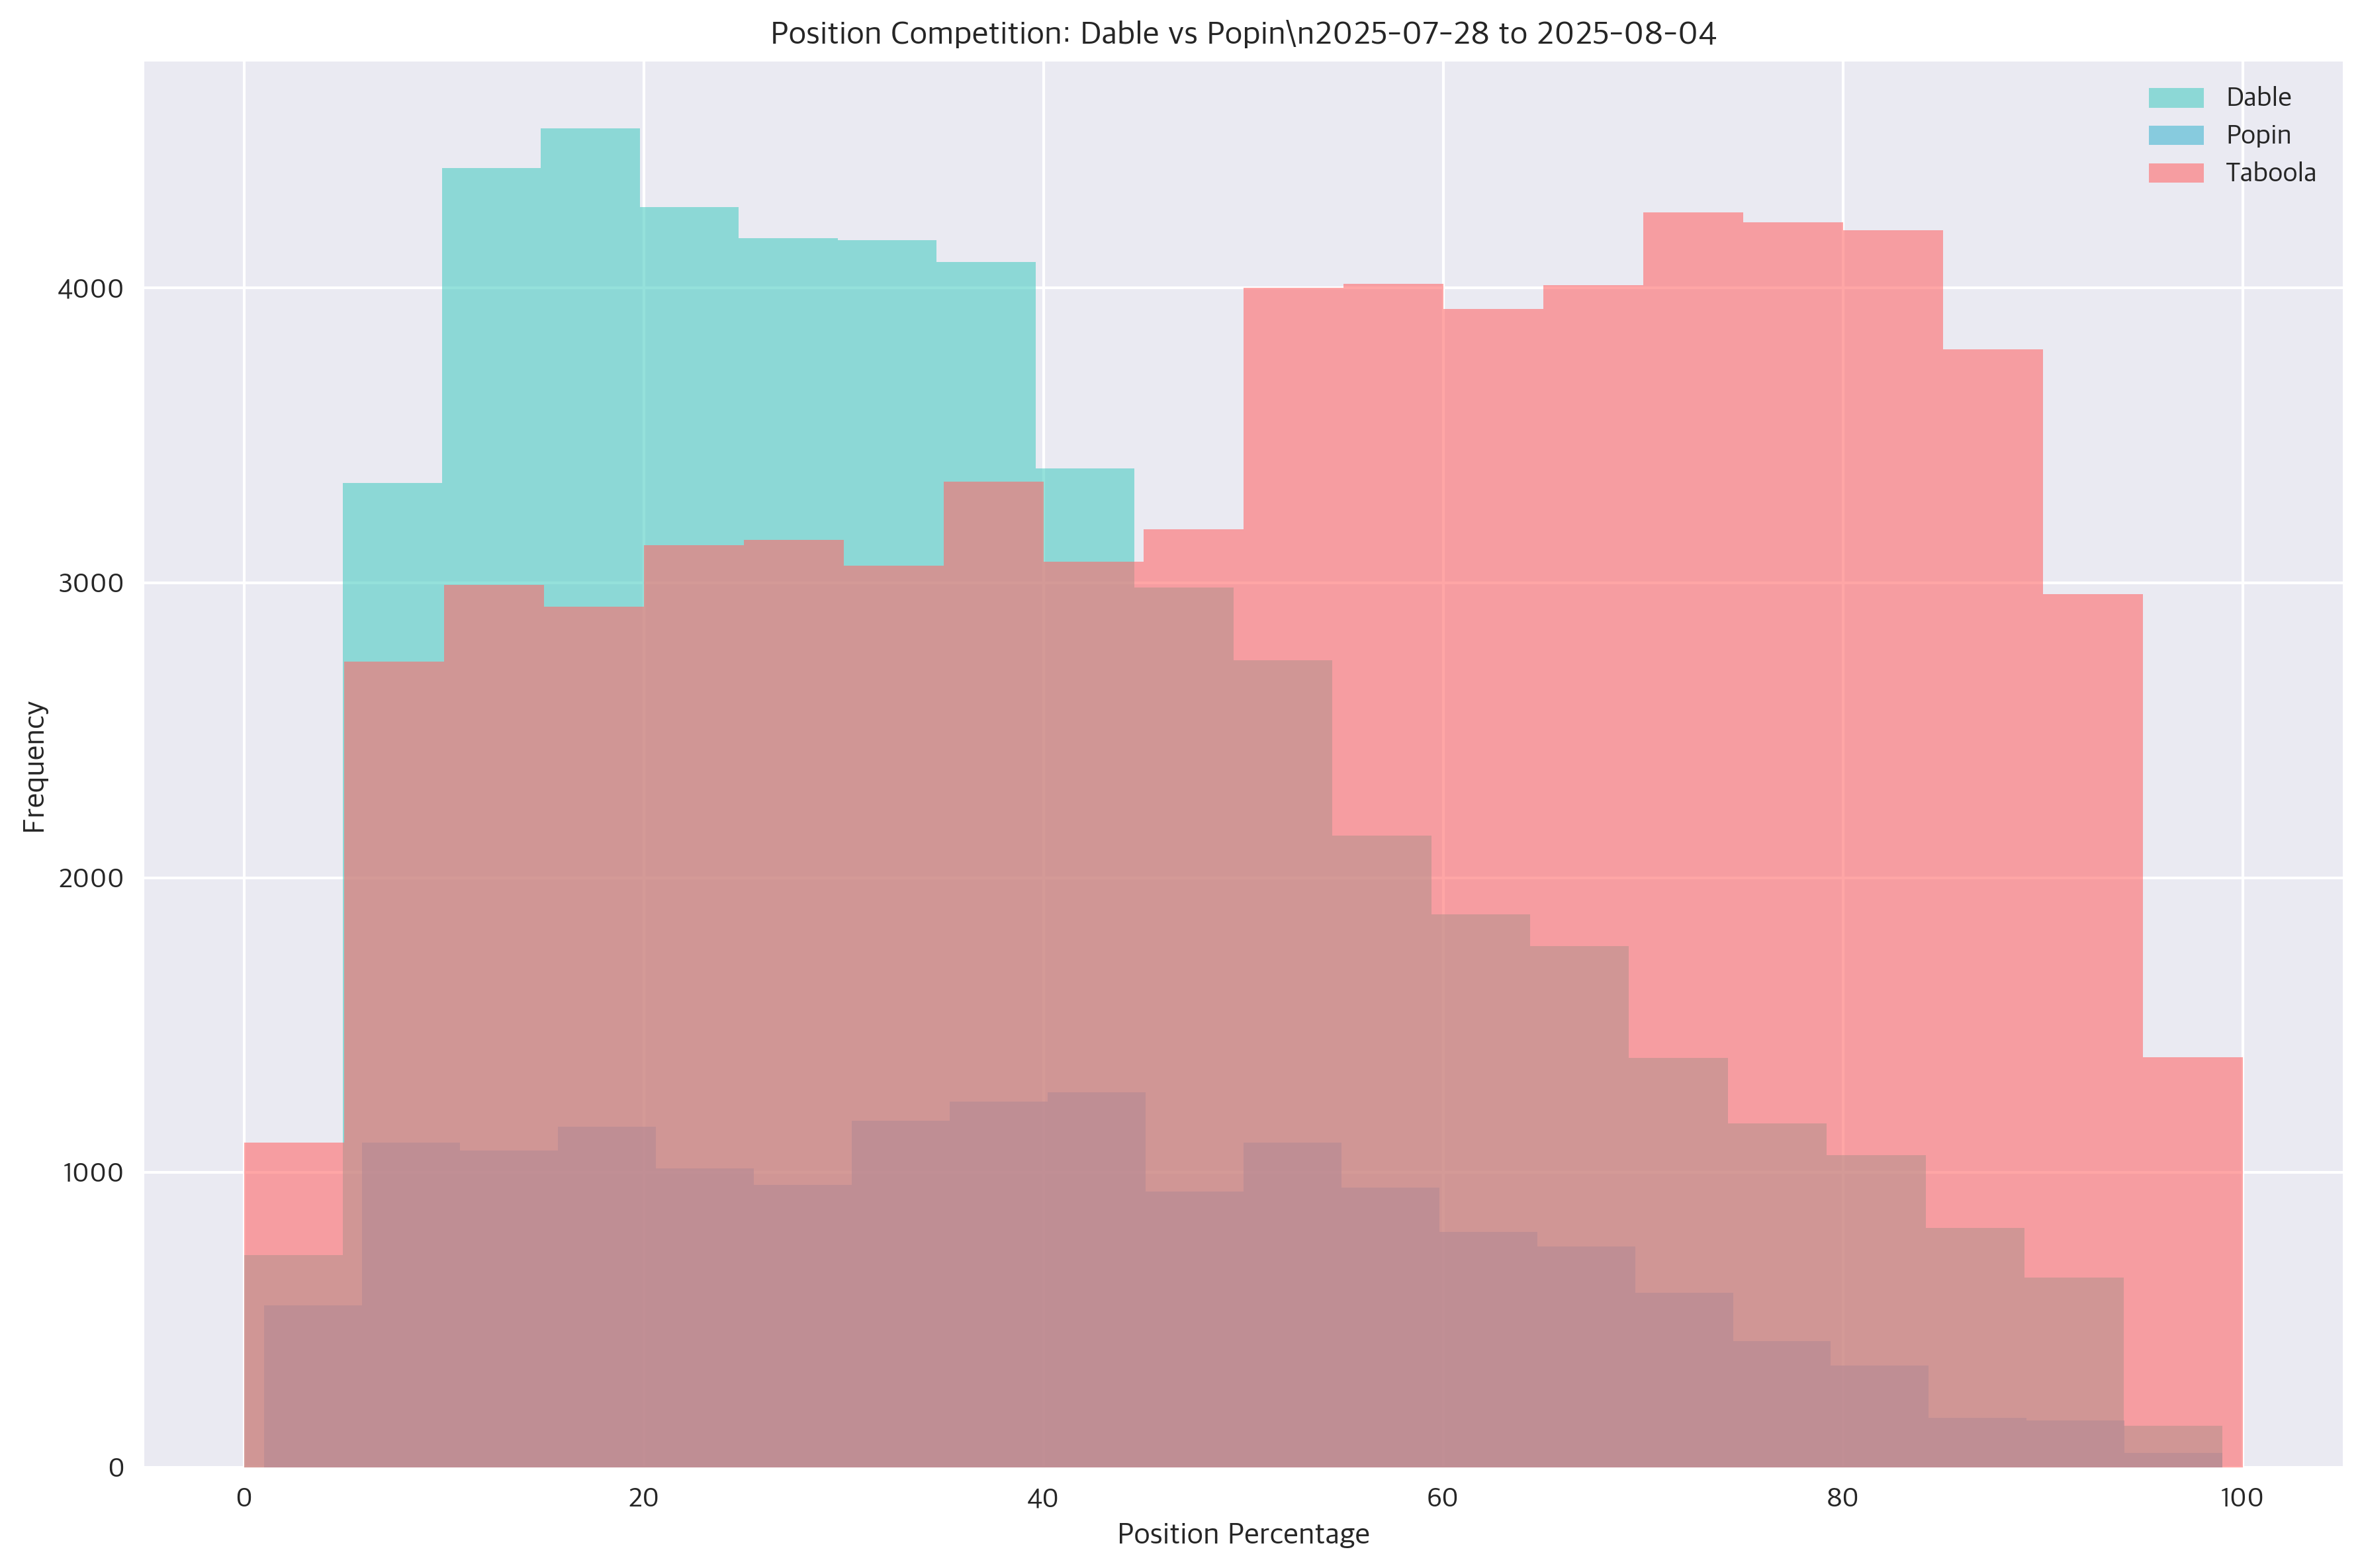 Position Competition: Dable vs Popin\n2025-07-28 to 2025-08-04
Dable
Popin
Taboola
Frequency
4000
3000
2000
1000
0
0 20 40 60 80 100
Position Percentage